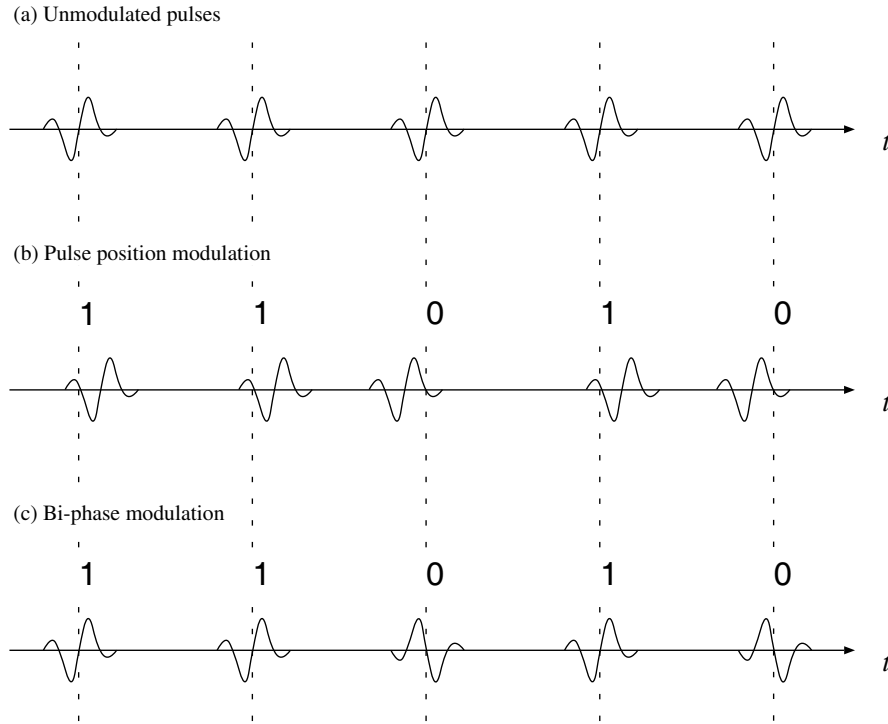 (a) Unmodulated pulses
t
(b) Pulse position modulation
1 1 0 1 0
t
(c) Bi-phase modulation
1 1 0 1 0
t